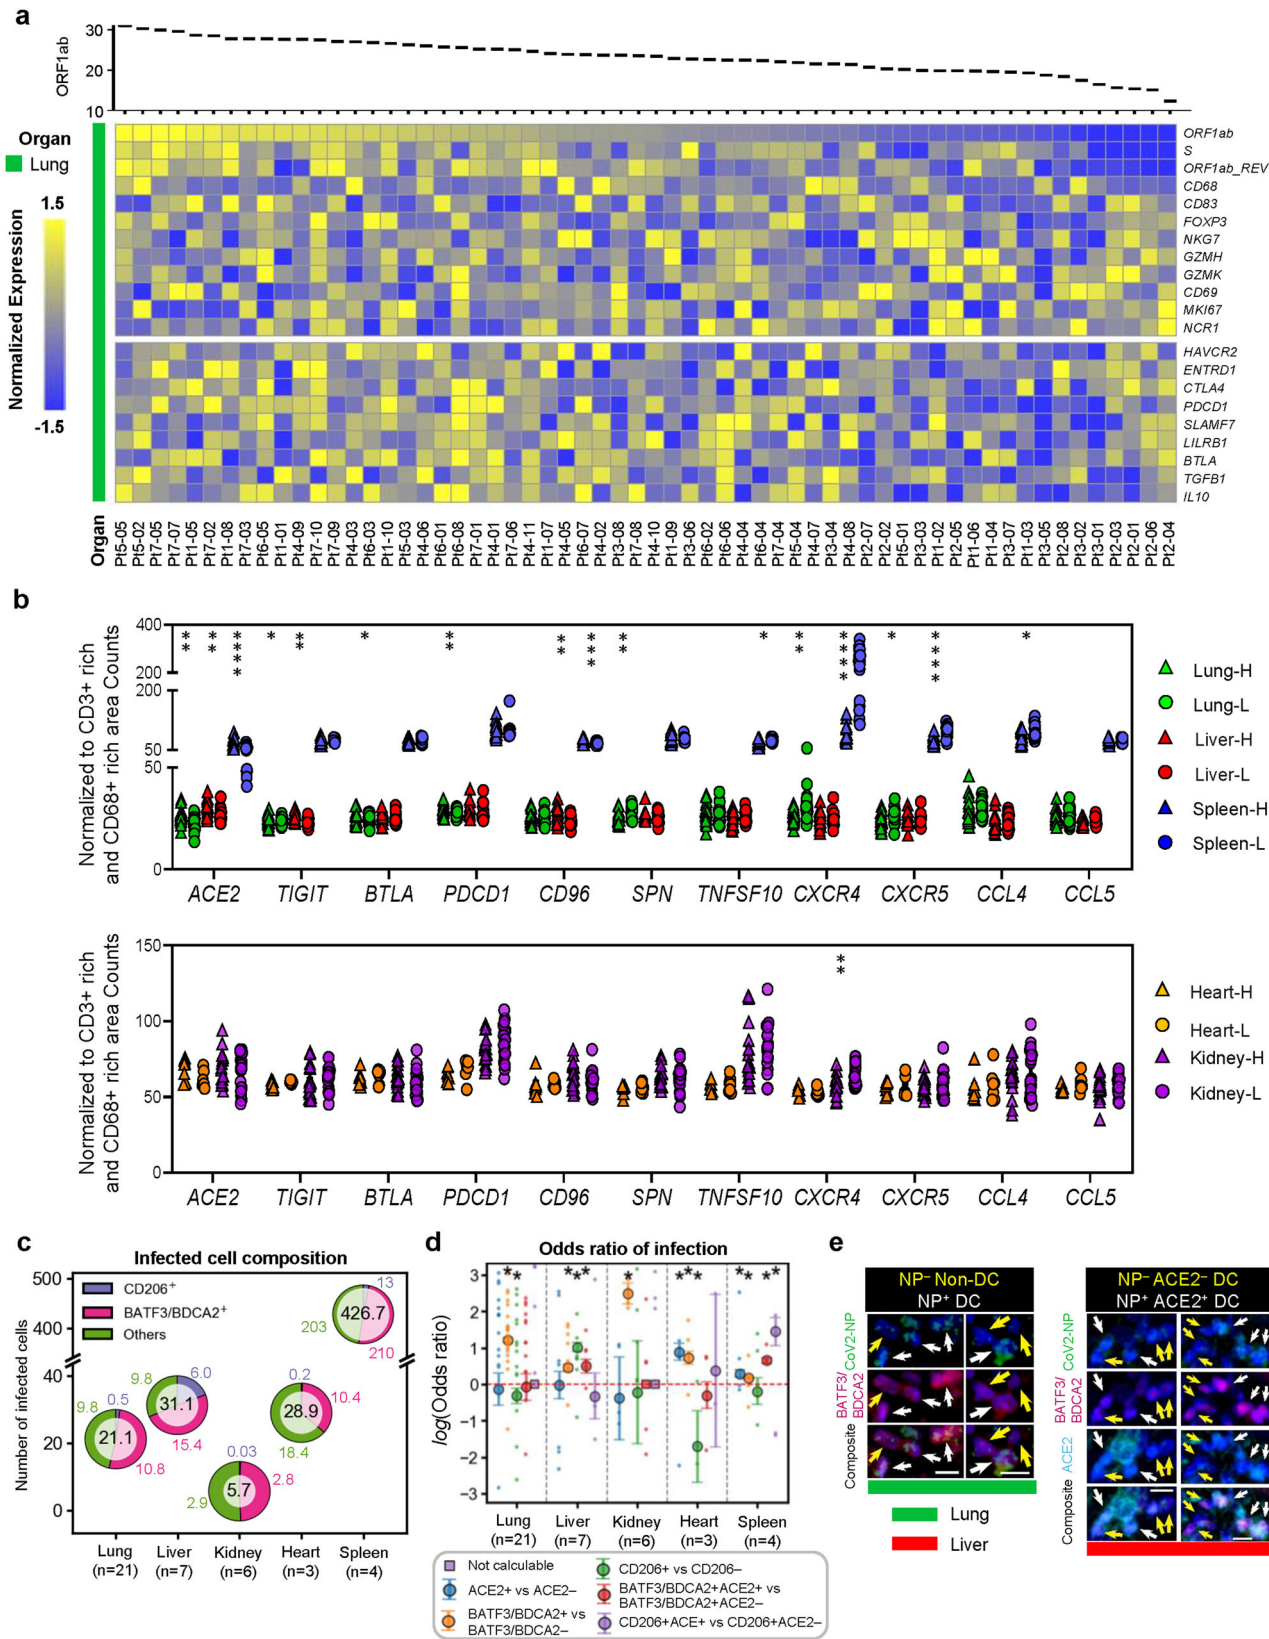 a
30
20
10
ORF1ab
Organ
Lung
1.5
Normalized Expression
-1.5
ORF1ab
S
ORF1ab_REV
CD68
CD83
FOXP3
NKG7
GZMH
GZMK
CD69
MKI67
NCR1
HAVCR2
ENTRD1
CTLA4
PDCD1
SLAMF7
LILRB1
BTLA
TGFB1
IL10
Organ
Pt5-05
Pt5-02
Pt7-05
Pt7-07
Pt1-05
Pt7-02
Pt1-08
Pt7-03
Pt6-05
Pt1-01
Pt4-09
Pt7-10
Pt7-09
Pt4-03
Pt6-03
Pt1-10
Pt5-03
Pt4-06
Pt6-01
Pt6-08
Pt7-01
Pt7-06
Pt4-11
Pt1-07
Pt4-05
Pt6-07
Pt4-02
Pt3-08
Pt4-10
Pt1-09
Pt3-06
Pt6-02
Pt6-06
Pt7-04
Pt5-04
Pt4-07
Pt3-04
Pt4-08
Pt2-07
Pt2-02
Pt5-01
Pt3-03
Pt1-02
Pt2-05
Pt1-06
Pt3-07
Pt1-03
Pt3-05
Pt2-08
Pt3-01
Pt2-03
Pt2-01
Pt2-06
Pt2-04
b
Normalized to CD3+ rich
and CD68+ rich area Counts
400
200
200
50
50
0
** ** **** * ** * ** ** **** ** * ** **** * **** *
ACE2 TIGIT BTLA PDCD1 CD96 SPN TNFSF10 CXCR4 CXCR5 CCL4 CCL5
Lung-H
Lung-L
Liver-H
Liver-L
Spleen-H
Spleen-L
Normalized to CD3+ rich
and CD68+ rich area Counts
150
100
50
0
**
ACE2 TIGIT BTLA PDCD1 CD96 SPN TNFSF10 CXCR4 CXCR5 CCL4 CCL5
Heart-H
Heart-L
Kidney-H
Kidney-L
c
Infected cell composition
Number of infected cells
500
400
40
20
0
CD206+
BATF3/BDCA2+
Others
9.8
0.5
21.1
10.8
9.8
6.0
31.1
15.4
0.03
5.7
2.9
2.8
0.2
28.9
10.4
18.4
13
426.7
203
210
Lung
(n=21)
Liver
(n=7)
Kidney
(n=6)
Heart
(n=3)
Spleen
(n=4)
d
Odds ratio of infection
log(Odds ratio)
3
2
1
0
−1
−2
−3
** *** * *** ** **
Lung
(n=21)
Liver
(n=7)
Kidney
(n=6)
Heart
(n=3)
Spleen
(n=4)
Not calculable
ACE2+ vs ACE2−
BATF3/BDCA2+ vs
BATF3/BDCA2−
CD206+ vs CD206−
BATF3/BDCA2+ACE2+ vs
BATF3/BDCA2+ACE2−
CD206+ACE+ vs CD206+ACE2−
e
NP− Non-DC
NP+ DC
CoV2-NP
BATF3/
BDCA2
Composite
Lung
Liver
NP− ACE2− DC
NP+ ACE2+ DC
CoV2-NP
BATF3/
BDCA2
ACE2
Composite